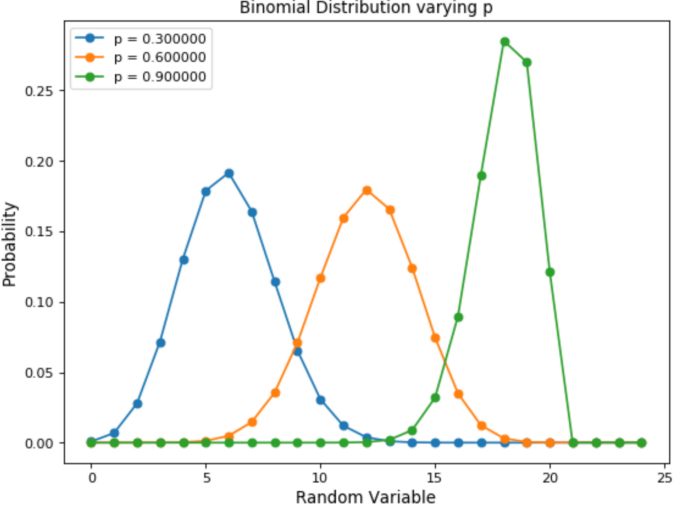 Binomial Distribution varying p
p = 0.300000
p = 0.600000
p = 0.900000
Probability
0.25
0.20
0.15
0.10
0.05
0.00
0 5 10 15 20 25
Random Variable